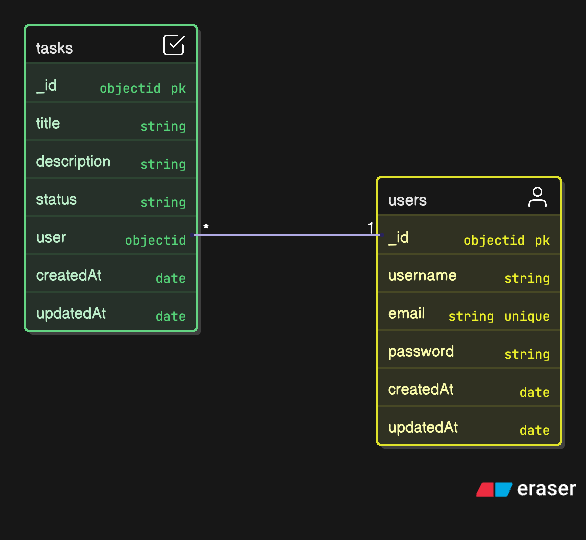 tasks
_id objectid pk
title string
description string
status string
user objectid
createdAt date
updatedAt date
* 1
users
_id objectid pk
username string
email string unique
password string
createdAt date
updatedAt date
eraser